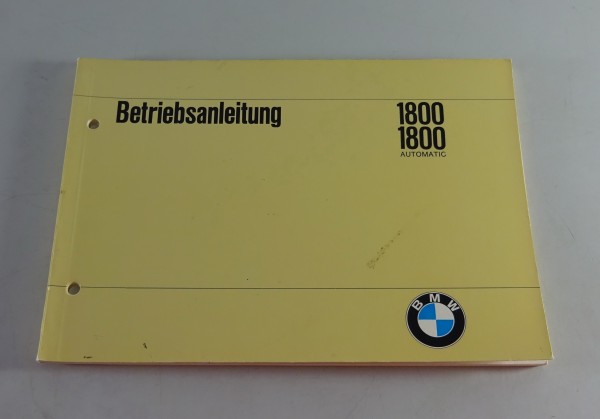 Betriebsanleitung
1800
1800
AUTOMATIC
BMW